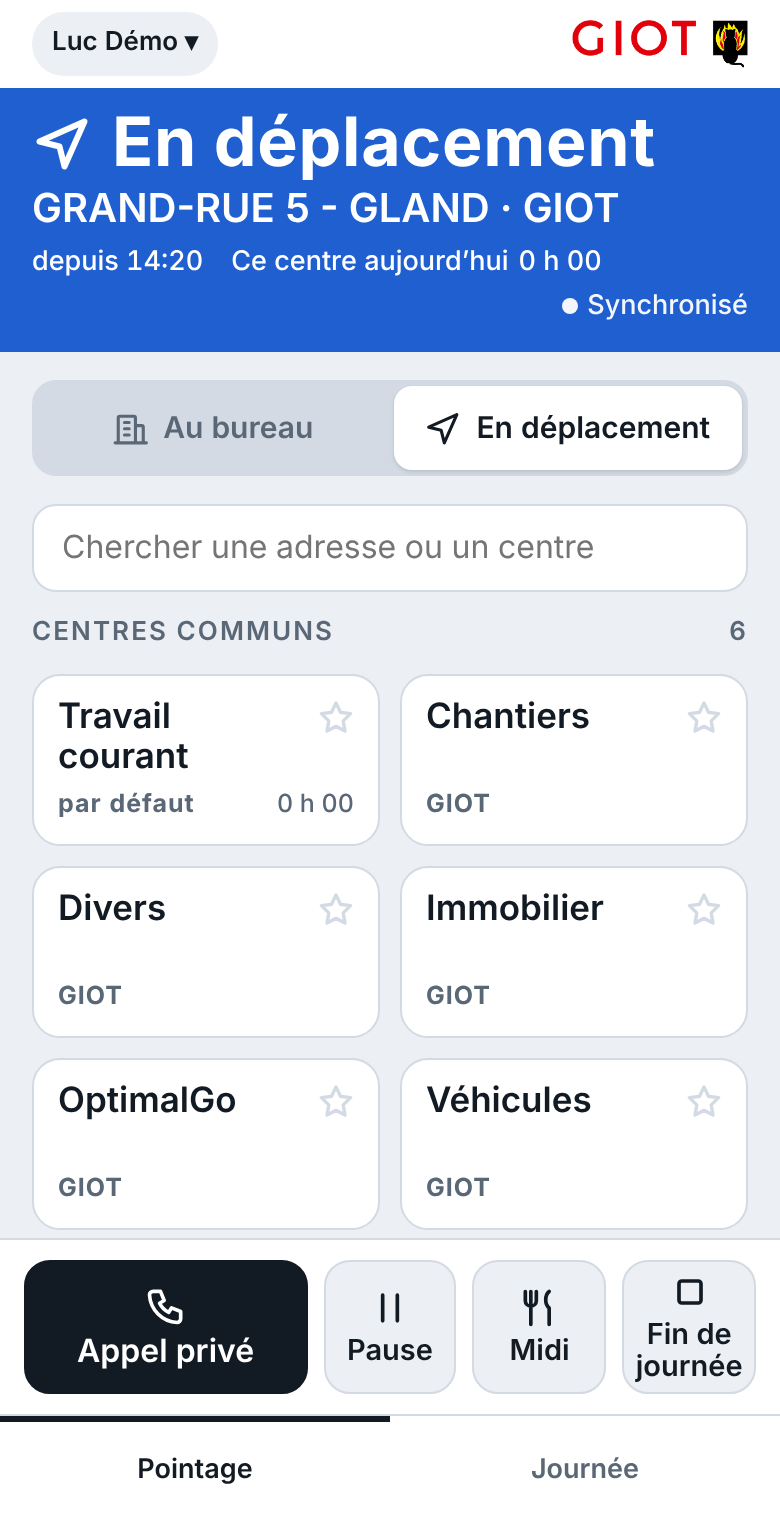 Luc Démo ▾
GIOT
En déplacement
GRAND-RUE 5 - GLAND · GIOT
depuis 14:20 Ce centre aujourd’hui 0 h 00
Synchronisé
Au bureau
En déplacement
Chercher une adresse ou un centre
CENTRES COMMUNS 6
Travail
courant
par défaut 0 h 00
Chantiers
GIOT
Divers
GIOT
Immobilier
GIOT
OptimalGo
GIOT
Véhicules
GIOT
Appel privé
Pause
Midi
Fin de
journée
Pointage
Journée